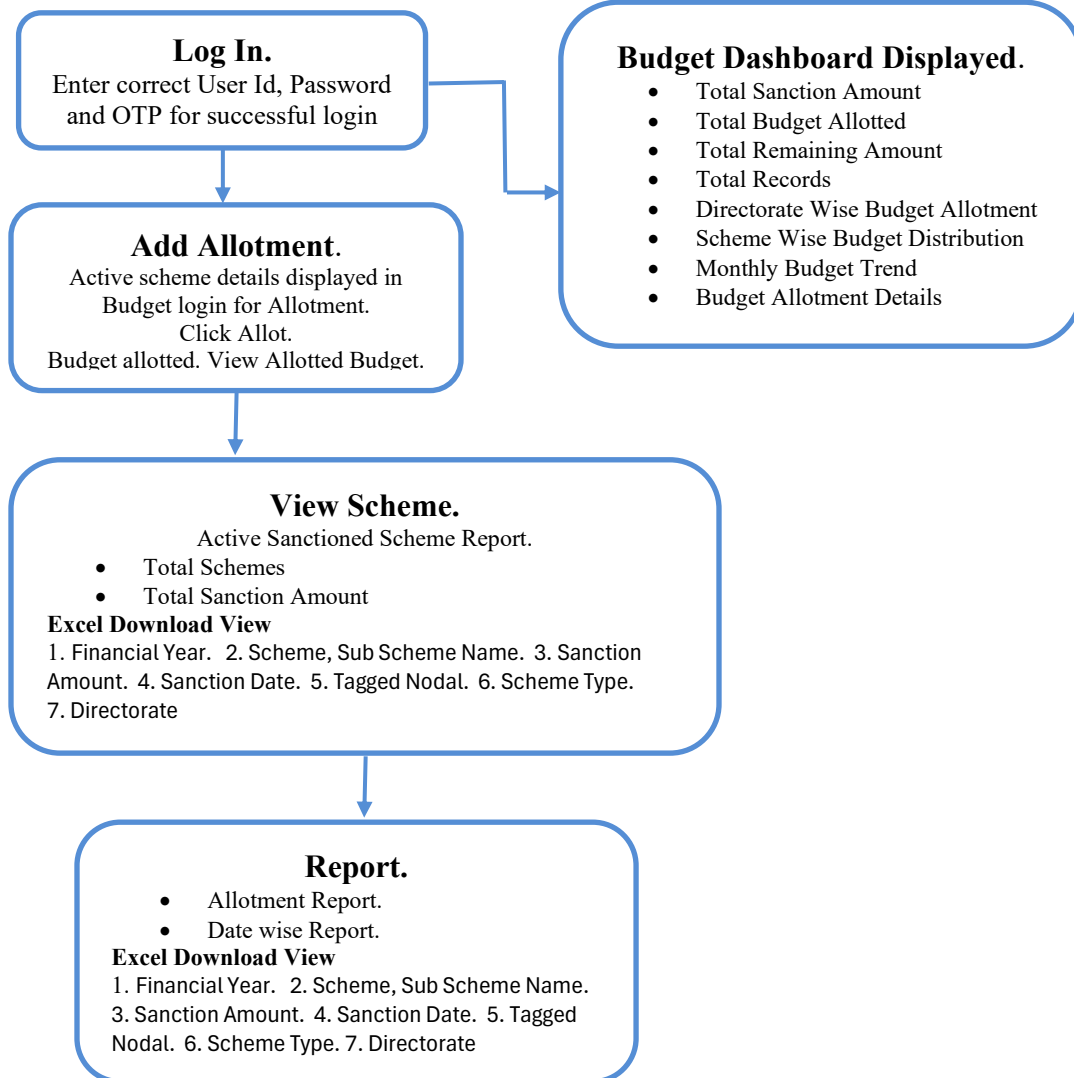 Log In.
Enter correct User Id, Password
and OTP for successful login
Budget Dashboard Displayed.
• Total Sanction Amount
• Total Budget Allotted
• Total Remaining Amount
• Total Records
• Directorate Wise Budget Allotment
• Scheme Wise Budget Distribution
• Monthly Budget Trend
• Budget Allotment Details
Add Allotment.
Active scheme details displayed in
Budget login for Allotment.
Click Allot.
Budget allotted. View Allotted Budget.
View Scheme.
Active Sanctioned Scheme Report.
• Total Schemes
• Total Sanction Amount
Excel Download View
1. Financial Year. 2. Scheme, Sub Scheme Name. 3. Sanction
Amount. 4. Sanction Date. 5. Tagged Nodal. 6. Scheme Type.
7. Directorate
Report.
• Allotment Report.
• Date wise Report.
Excel Download View
1. Financial Year. 2. Scheme, Sub Scheme Name.
3. Sanction Amount. 4. Sanction Date. 5. Tagged
Nodal. 6. Scheme Type. 7. Directorate